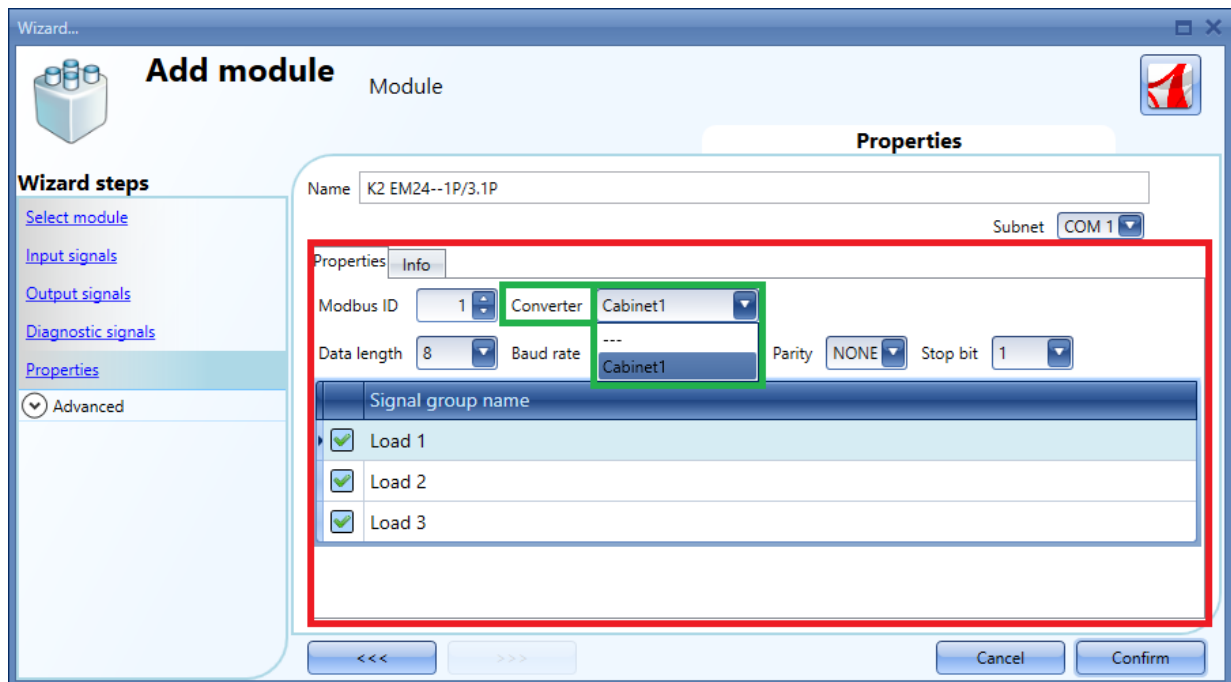 Wizard...
Add module
Module
Properties
Wizard steps
Select module
Input signals
Output signals
Diagnostic signals
Properties
Advanced
Name K2 EM24--1P/3.1P
Subnet COM 1
Properties Info
Modbus ID 1 Converter Cabinet1
---
Data length 8 Baud rate Cabinet1 Parity NONE Stop bit 1
Signal group name
Load 1
Load 2
Load 3
<<< >>> Cancel Confirm